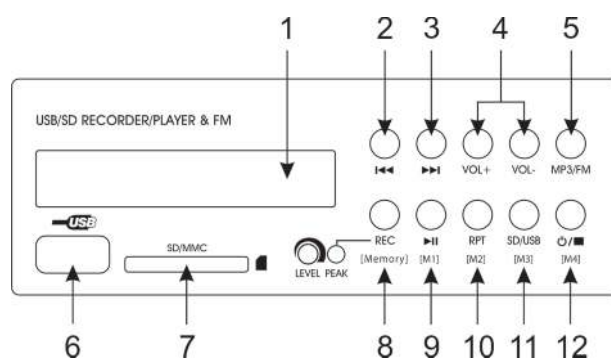 1 2 3 4 5
USB/SD RECORDER/PLAYER & FM
VOL+ VOL- MP3/FM
USB
SD/MMC
LEVEL PEAK REC RPT SD/USB
[Memory] [M1] [M2] [M3] [M4]
6 7 8 9 10 11 12